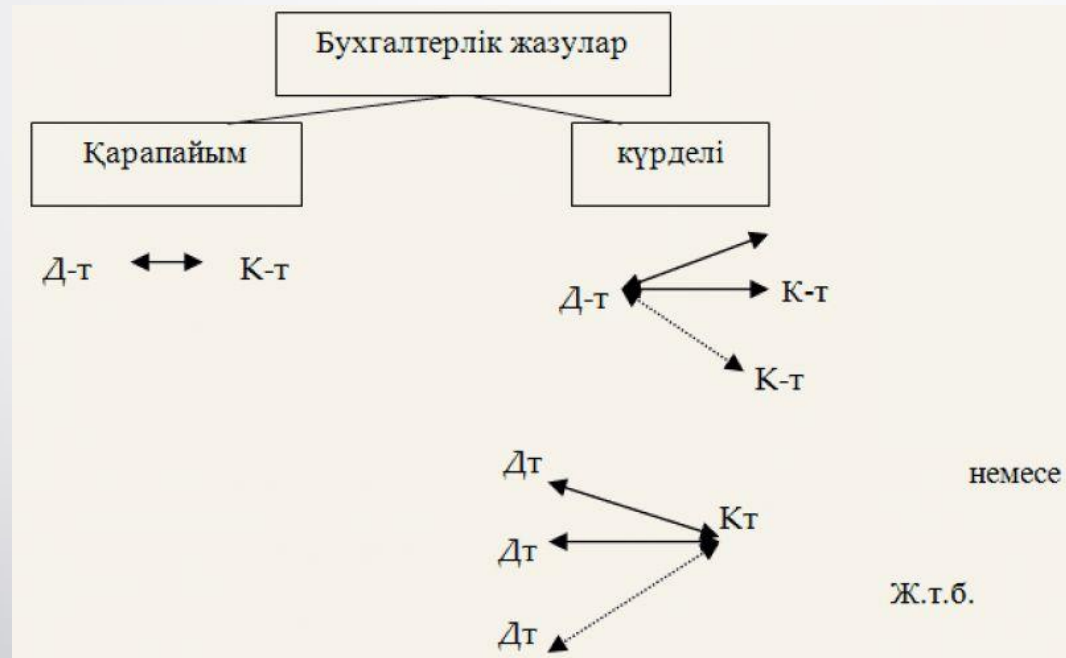 Бухгалтерлік жазулар
Қарапайым
күрделі
Д-т К-т
Д-т К-т
К-т
Дт
немесе
Кт
Дт
Ж.т.б.
Дт